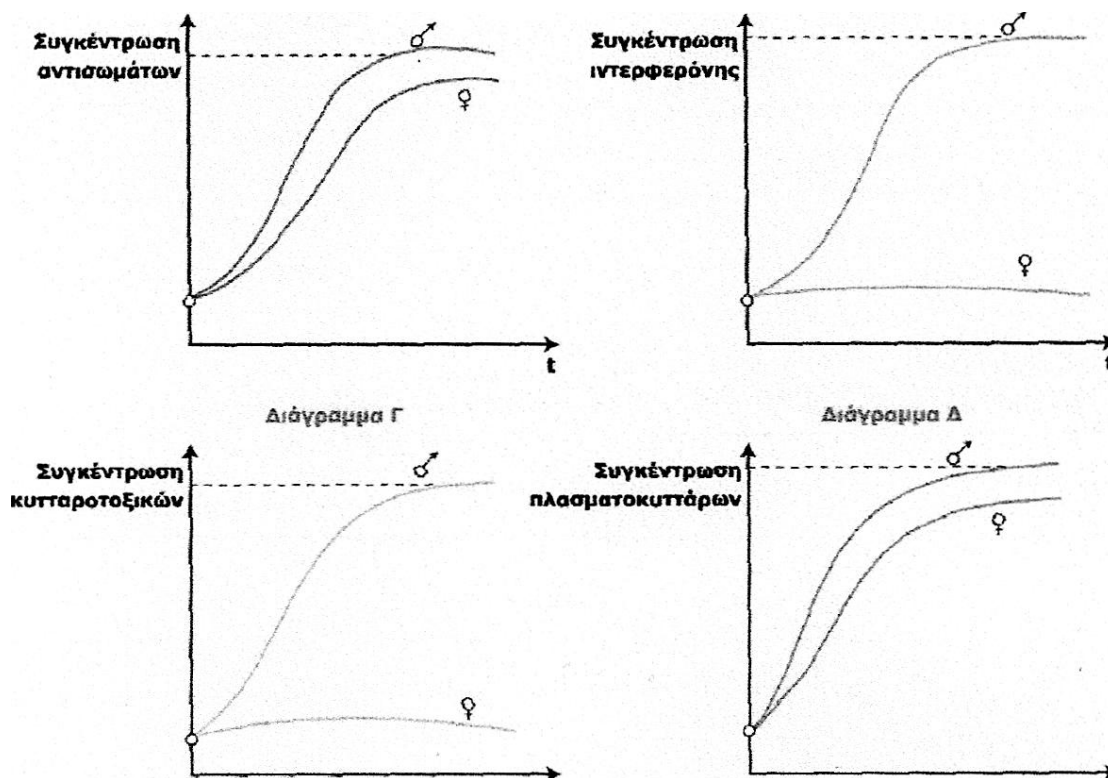 Συγκέντρωση
αντισωμάτων
♂
♀
t
Συγκέντρωση
ιντερφερόνης
♂
♀
t
Διάγραμμα Γ
Διάγραμμα Δ
Συγκέντρωση
κυτταροτοξικών
♂
♀
Συγκέντρωση
πλασματοκυττάρων
♂
♀